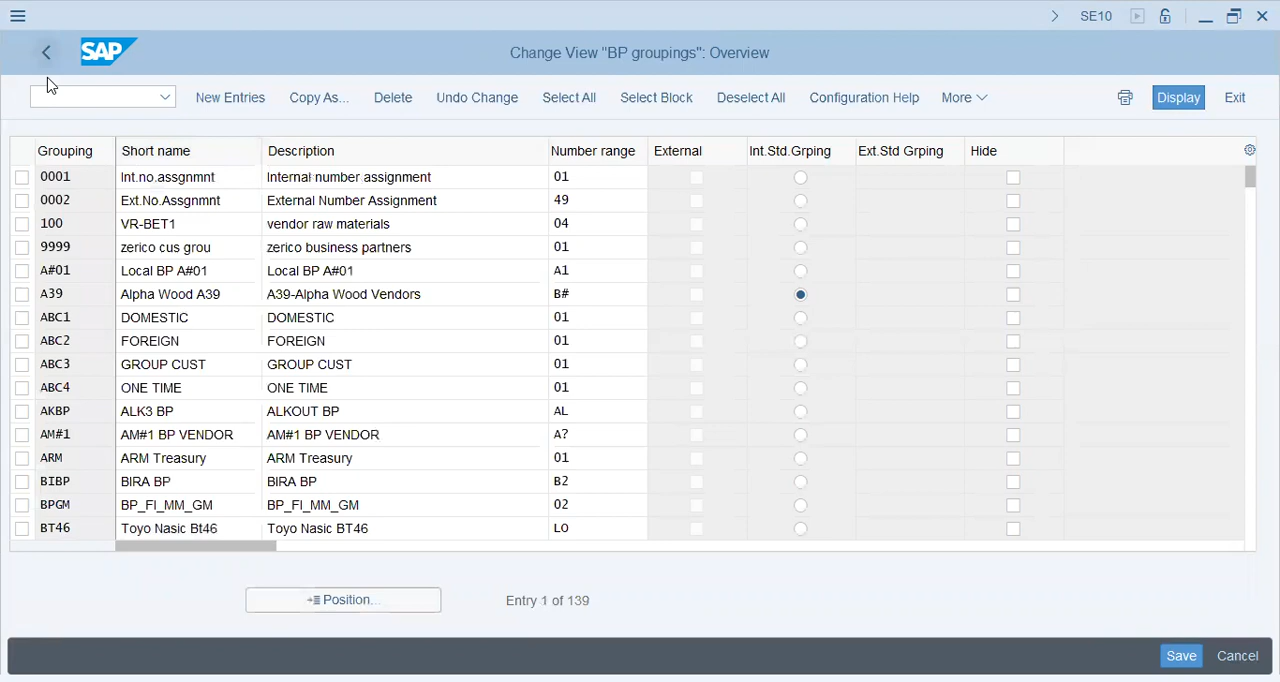 SE10
SAP
Change View "BP groupings": Overview
New Entries Copy As... Delete Undo Change Select All Select Block Deselect All Configuration Help More Display Exit
Grouping Short name Description Number range External Int.Std.Grping Ext.Std Grping Hide
0001 Int.no.assgnmnt Internal number assignment 01
0002 Ext.No.Assgnmnt External Number Assignment 49
100 VR-BET1 vendor raw materials 04
9999 zerico cus grou zerico business partners 01
A#01 Local BP A#01 Local BP A#01 A1
A39 Alpha Wood A39 A39-Alpha Wood Vendors B#
ABC1 DOMESTIC DOMESTIC 01
ABC2 FOREIGN FOREIGN 01
ABC3 GROUP CUST GROUP CUST 01
ABC4 ONE TIME ONE TIME 01
AKBP ALK3 BP ALKOUT BP AL
AM#1 AM#1 BP VENDOR AM#1 BP VENDOR A?
ARM ARM Treasury ARM Treasury 01
BIBP BIRA BP BIRA BP B2
BPGM BP_FI_MM_GM BP_FI_MM_GM 02
BT46 Toyo Nasic Bt46 Toyo Nasic BT46 LO
Position... Entry 1 of 139
Save Cancel